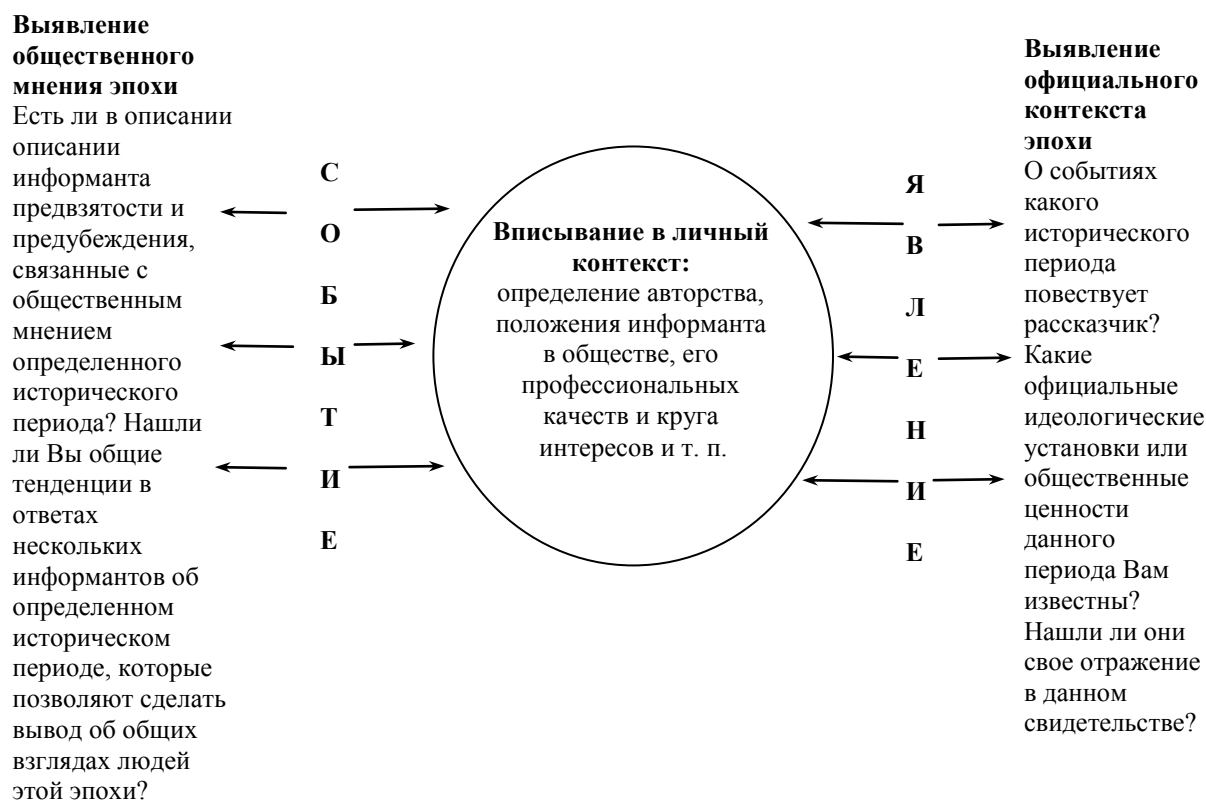 Выявление
общественного
мнения эпохи
Есть ли в описании
описании
информанта
предвзятости и
предубеждения,
связанные с
общественным
мнением
определенного
исторического
периода? Нашли
ли Вы общие
тенденции в
ответах
нескольких
информантов об
определенном
историческом
периоде, которые
позволяют сделать
вывод об общих
взглядах людей
этой эпохи?
С
О
Б
Ы
Т
И
Е
Вписывание в личный
контекст:
определение авторства,
положения информанта
в обществе, его
профессиональных
качеств и круга
интересов и т. п.
Я
В
Л
Е
Н
И
Е
Выявление
официального
контекста
эпохи
О событиях
какого
исторического
периода
повествует
рассказчик?
Какие
официальные
идеологические
установки или
общественные
ценности
данного
периода Вам
известны?
Нашли ли они
свое отражение
в данном
свидетельстве?